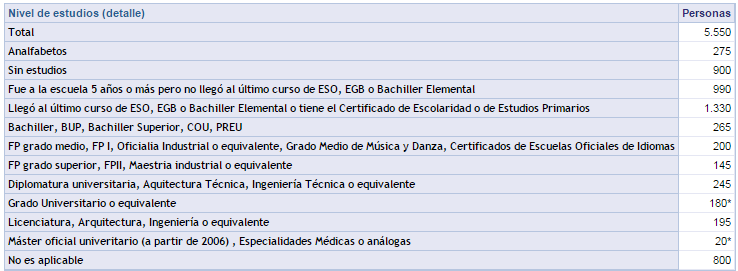 Nivel de estudios (detalle) Personas
Total 5.550
Analfabetos 275
Sin estudios 900
Fue a la escuela 5 años o más pero no llegó al último curso de ESO, EGB o Bachiller Elemental 990
Llegó al último curso de ESO, EGB o Bachiller Elemental o tiene el Certificado de Escolaridad o de Estudios Primarios 1.330
Bachiller, BUP, Bachiller Superior, COU, PREU 265
FP grado medio, FP I, Oficialia Industrial o equivalente, Grado Medio de Música y Danza, Certificados de Escuelas Oficiales de Idiomas 200
FP grado superior, FPII, Maestria industrial o equivalente 145
Diplomatura universitaria, Aquitectura Técnica, Ingeniería Técnica o equivalente 245
Grado Universitario o equivalente 180*
Licenciatura, Arquitectura, Ingeniería o equivalente 195
Máster oficial univeritario (a partir de 2006) , Especialidades Médicas o análogas 20*
No es aplicable 800